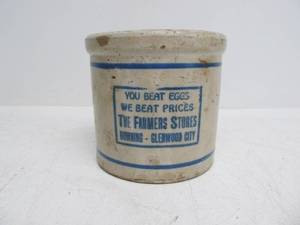 YOU BEAT EGGS
WE BEAT PRICES
THE FARMERS STORES
DOWNING - GLENWOOD CITY